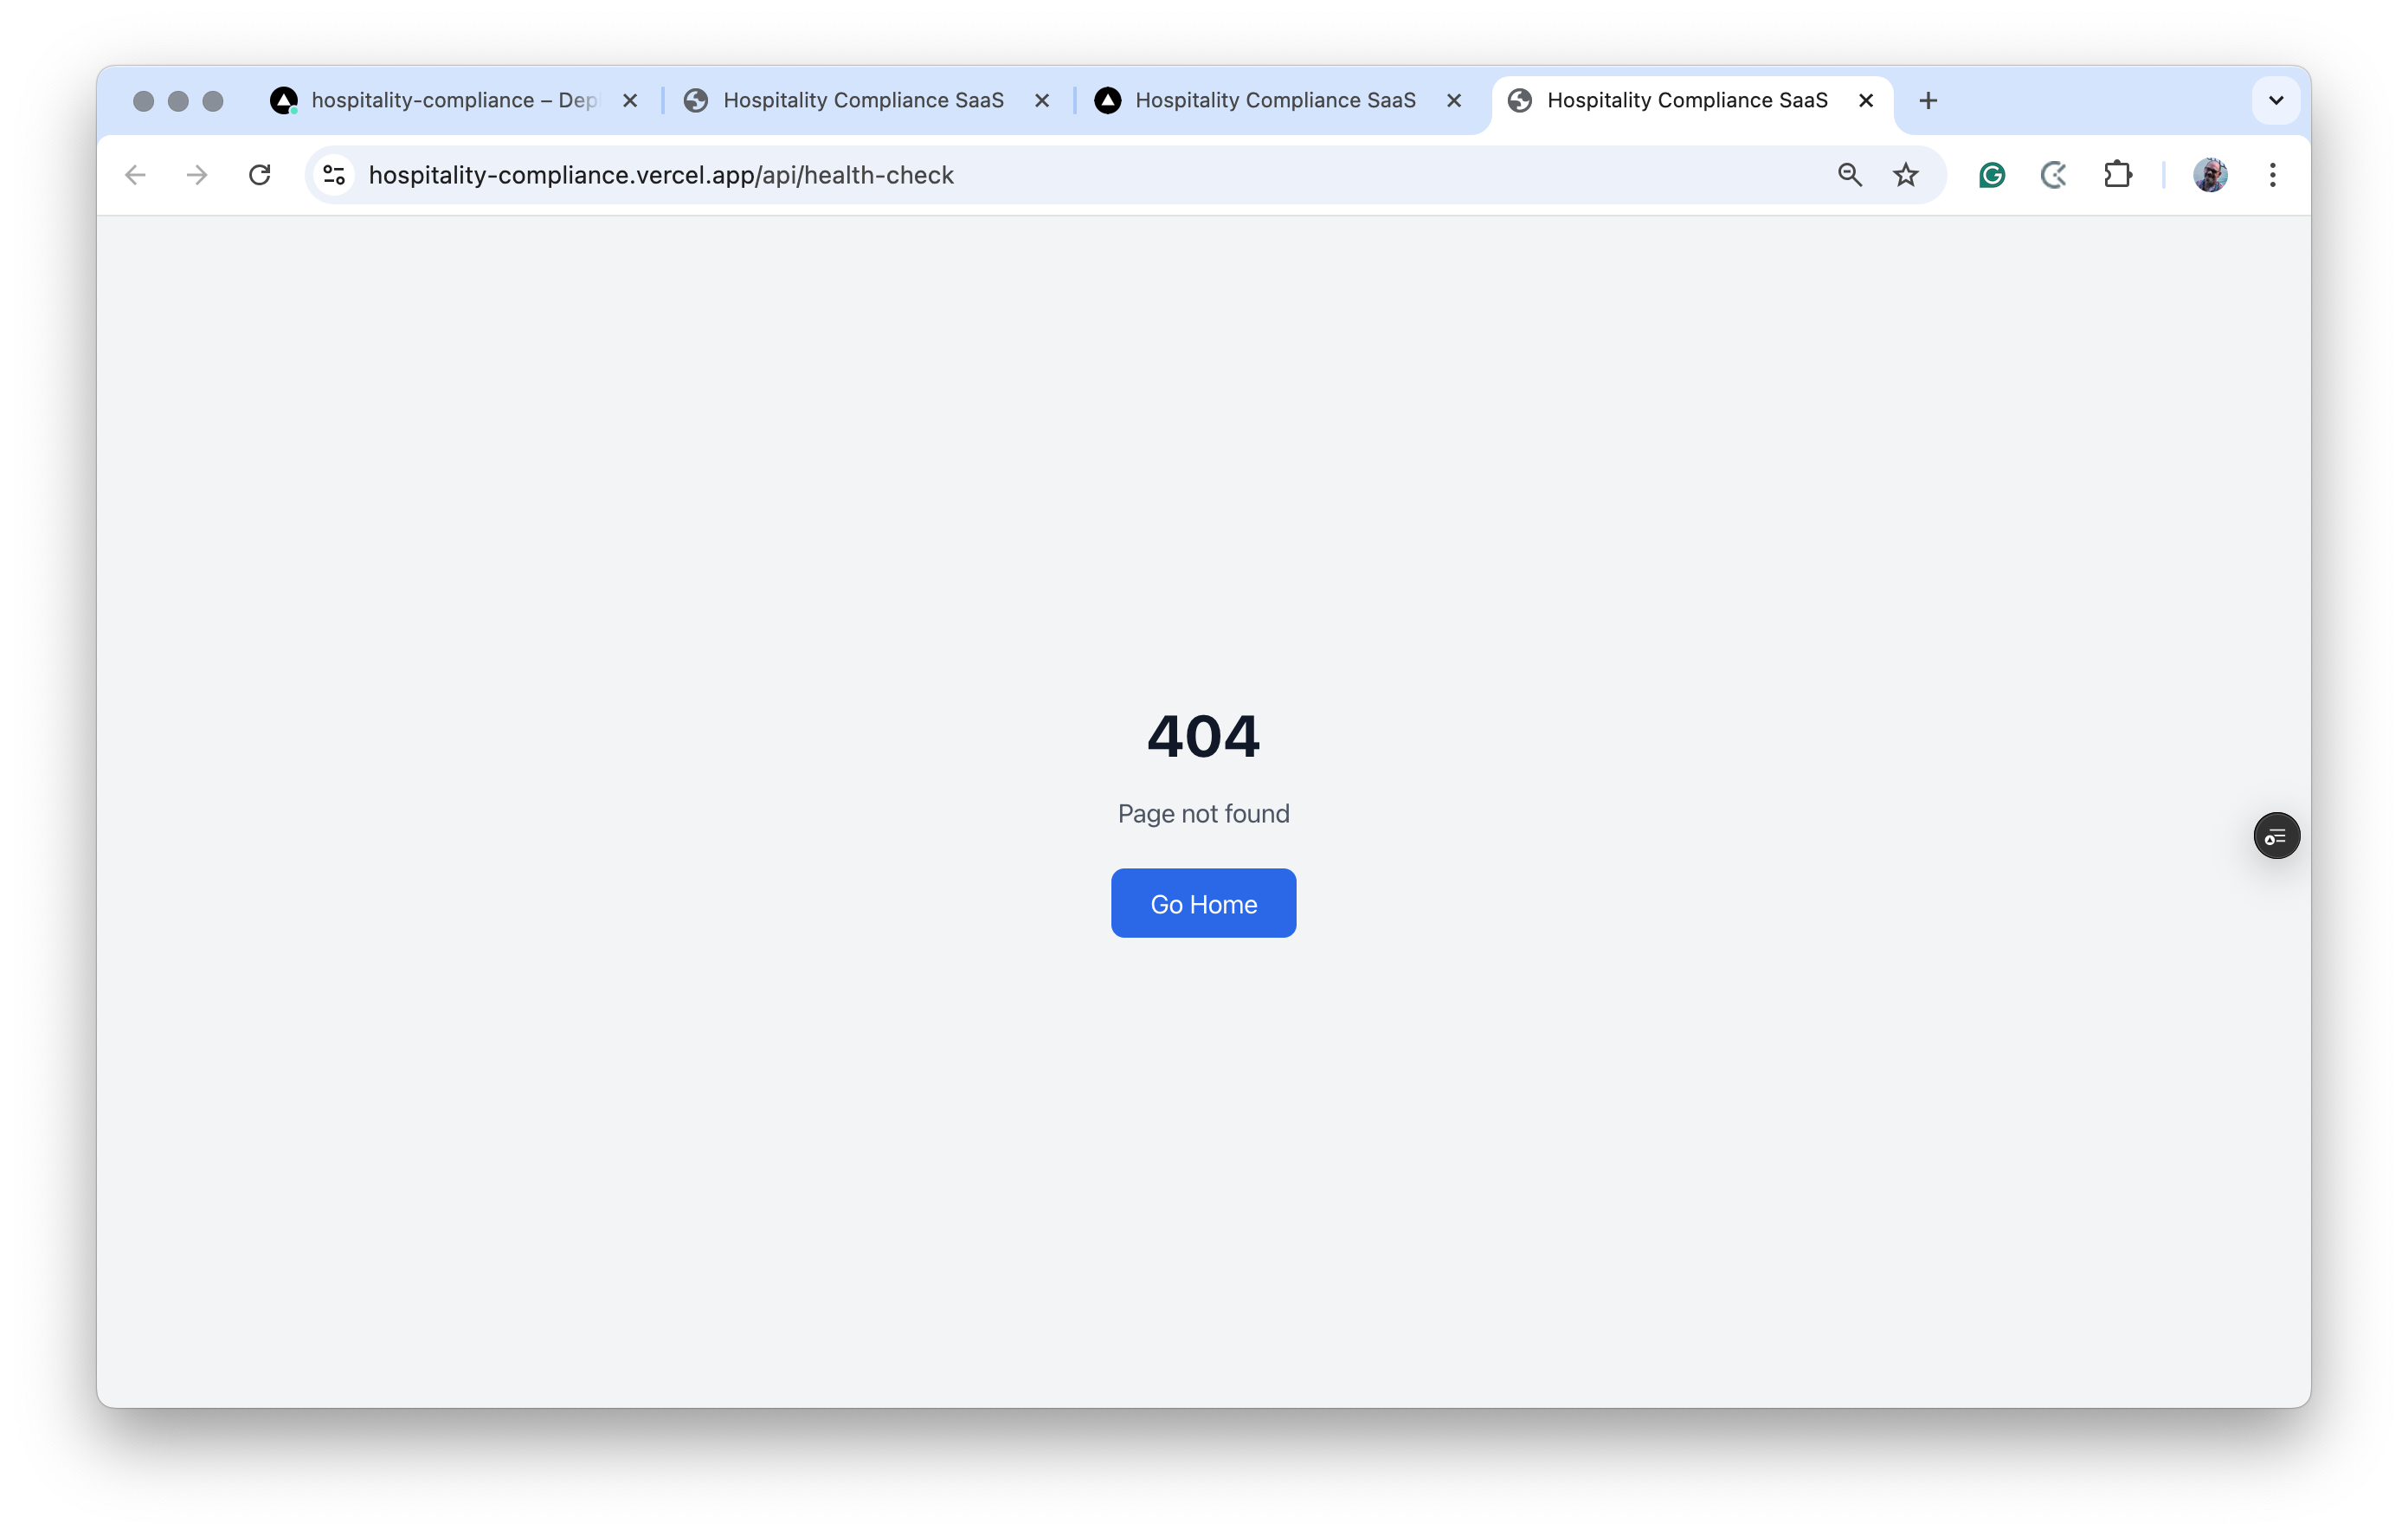 hospitality-compliance – Dep
Hospitality Compliance SaaS
Hospitality Compliance SaaS
Hospitality Compliance SaaS
hospitality-compliance.vercel.app/api/health-check
404
Page not found
Go Home